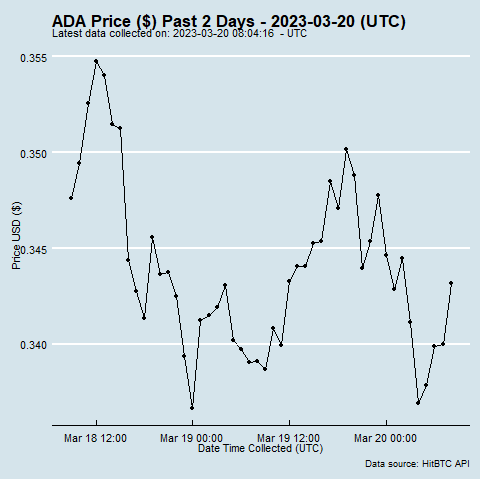 ADA Price ($) Past 2 Days - 2023-03-20 (UTC)
Latest data collected on: 2023-03-20 08:04:16  - UTC
0.355
0.350
0.345
0.340
Price USD ($)
Mar 18 12:00 Mar 19 00:00 Mar 19 12:00 Mar 20 00:00
Date Time Collected (UTC)
Data source: HitBTC API